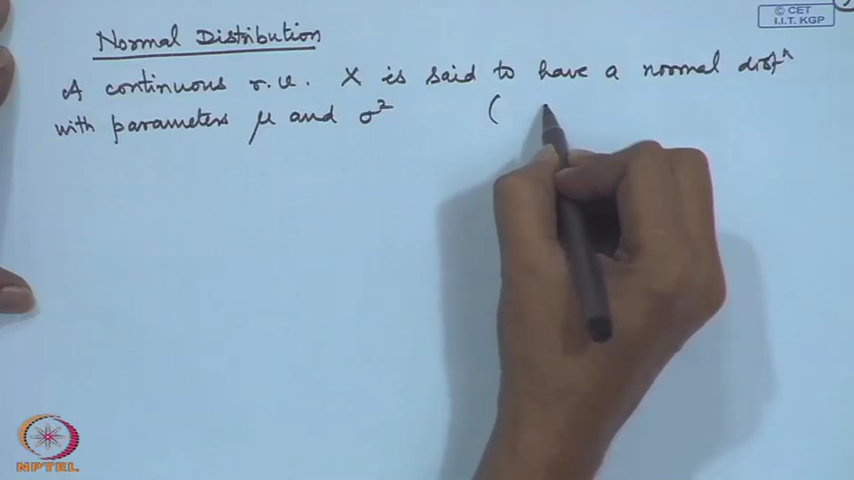 © CET
I.I.T. KGP
Normal Distribution
A continuous r.v. X is said to have a normal distⁿ
with parameters μ and σ² (
NPTEL